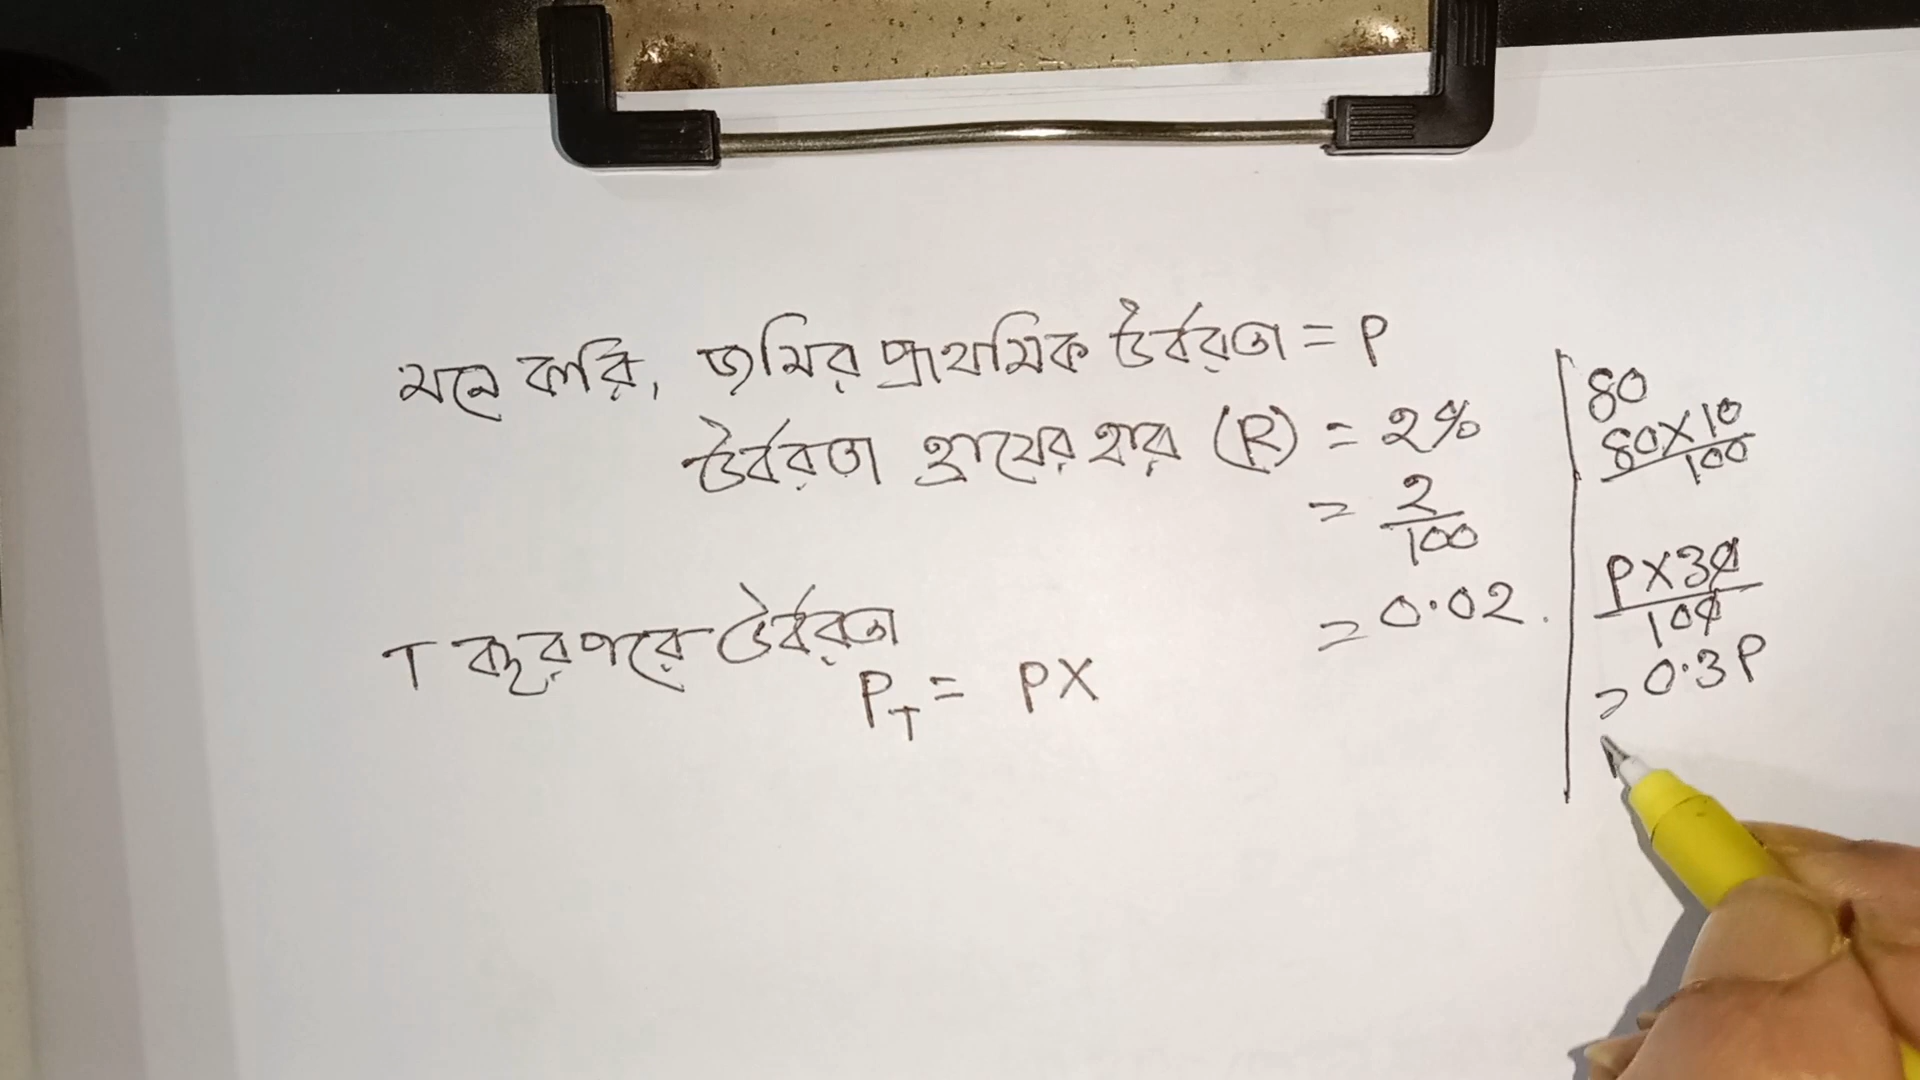 মনে করি, জমির প্রাথমিক উর্বরতা = P
উর্বরতা হ্রাসের হার (R) = 2%
= 2/100
= 0.02.
T বছর পরে উর্বরতা
P_T = P×
80
80×10/100
P×30/100
= 0.3P